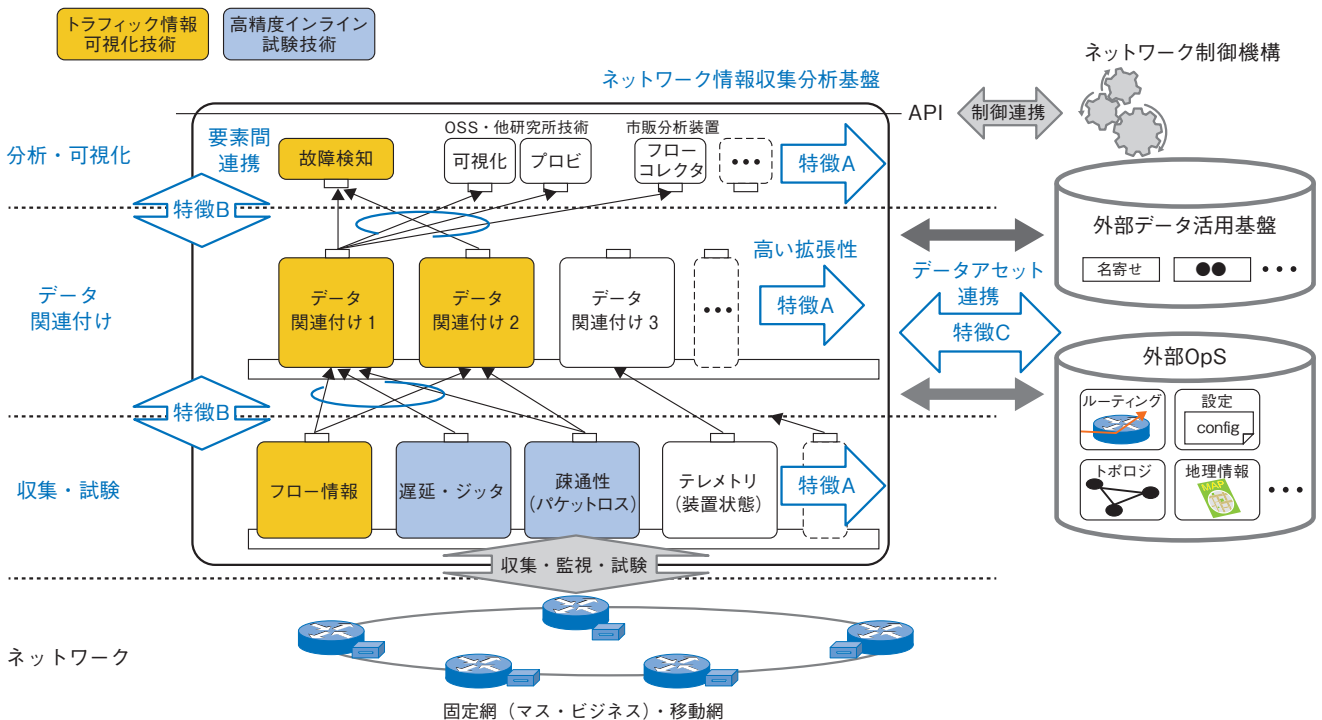 トラフィック情報
可視化技術
高精度インライン
試験技術
ネットワーク情報収集分析基盤
ネットワーク制御機構
API
制御連携
分析・可視化
要素間
連携
故障検知
OSS・他研究所技術
可視化
プロビ
市販分析装置
フロー
コレクタ
•••
特徴A
特徴B
外部データ活用基盤
名寄せ
●●
•••
データ
関連付け
データ
関連付け1
データ
関連付け2
データ
関連付け3
•••
高い拡張性
特徴A
データアセット
連携
特徴C
特徴B
外部OpS
ルーティング
設定
config
トポロジ
地理情報
MAP
•••
収集・試験
フロー情報
遅延・ジッタ
疎通性
(パケットロス)
テレメトリ
(装置状態)
特徴A
収集・監視・試験
ネットワーク
固定網(マス・ビジネス)・移動網